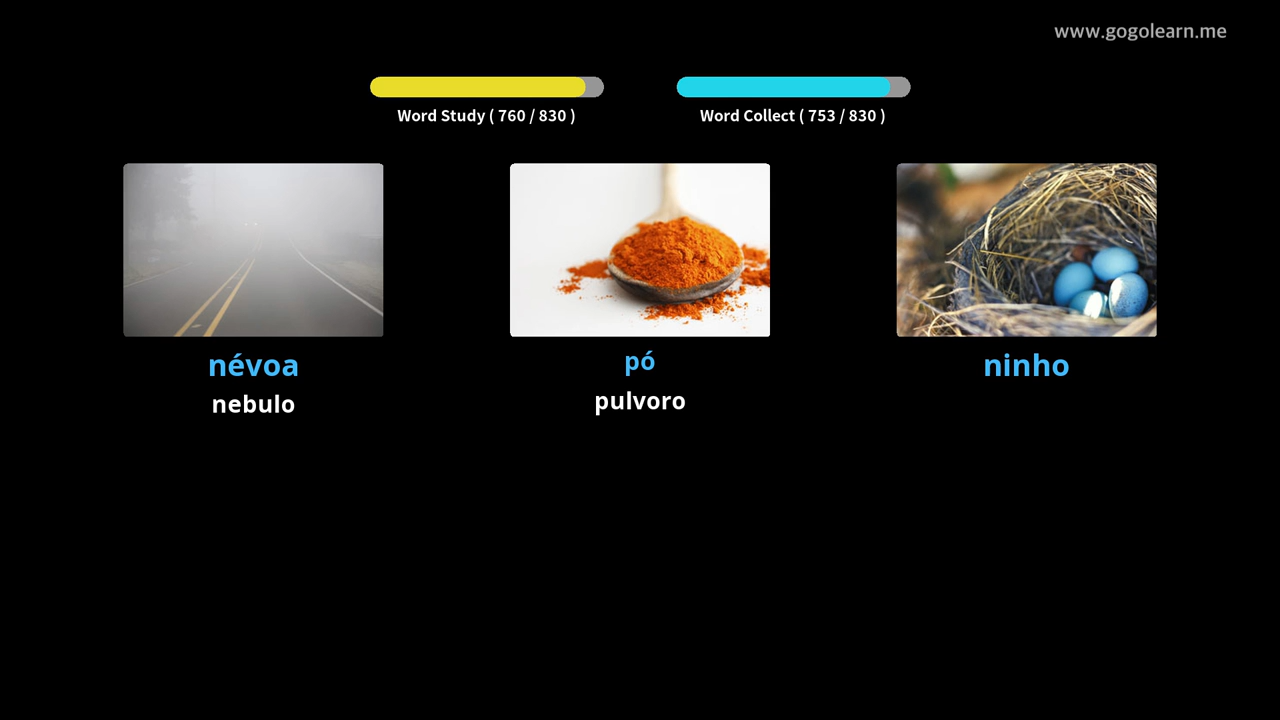 www.gogolearn.me
Word Study ( 760 / 830 )
Word Collect ( 753 / 830 )
névoa
nebulo
pó
pulvoro
ninho